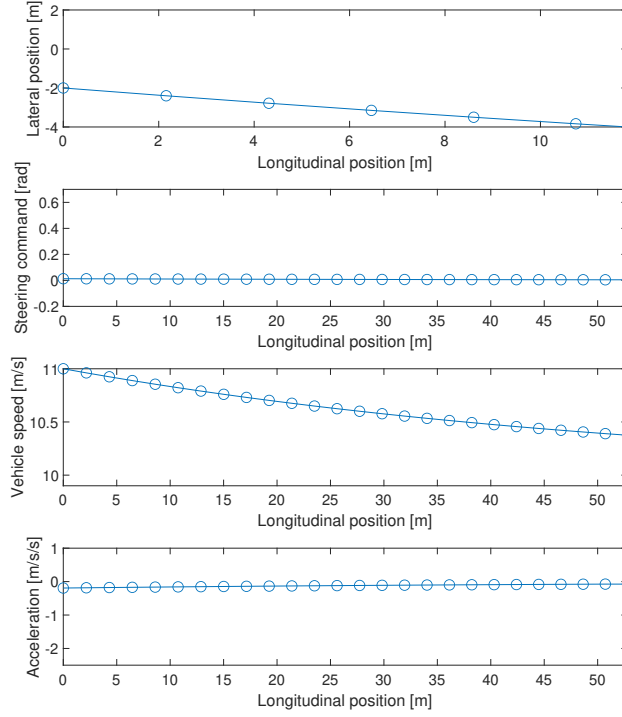 Lateral position [m]
2
0
-2
-4
0 2 4 6 8 10
Longitudinal position [m]
Steering command [rad]
0.6
0.4
0.2
0
-0.2
0 5 10 15 20 25 30 35 40 45 50
Longitudinal position [m]
Vehicle speed [m/s]
11
10.5
10
0 5 10 15 20 25 30 35 40 45 50
Longitudinal position [m]
Acceleration [m/s/s]
1
0
-1
-2
0 5 10 15 20 25 30 35 40 45 50
Longitudinal position [m]